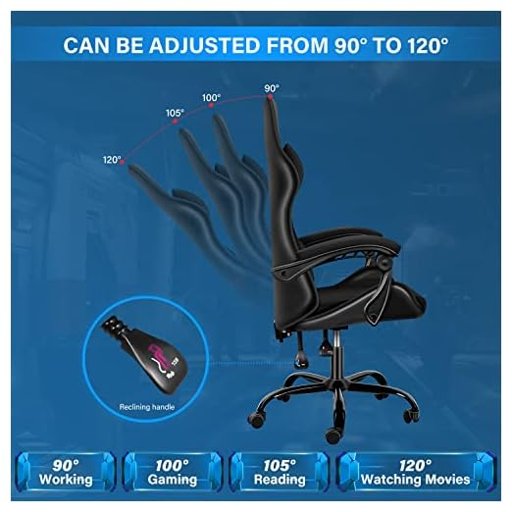 CAN BE ADJUSTED FROM 90° TO 120°
90°
100°
105°
120°
Reclining handle
90°
Working
100°
Gaming
105°
Reading
120°
Watching Movies